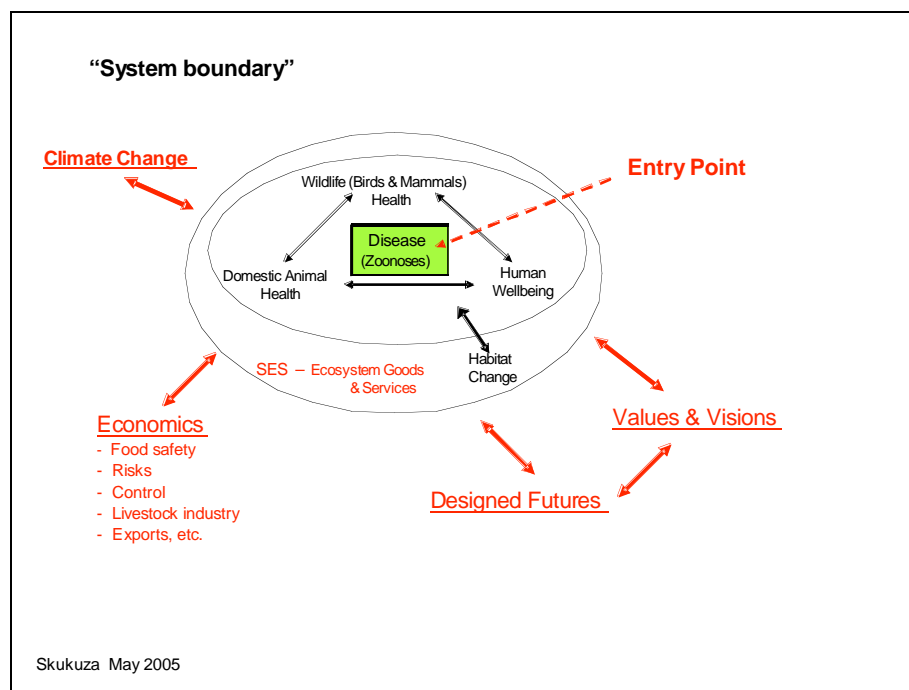 “System boundary”
Climate Change
Entry Point
Wildlife (Birds & Mammals)
Health
Disease
(Zoonoses)
Domestic Animal
Health
Human
Wellbeing
Habitat
Change
SES – Ecosystem Goods
& Services
Economics
- Food safety
- Risks
- Control
- Livestock industry
- Exports, etc.
Values & Visions
Designed Futures
Skukuza May 2005